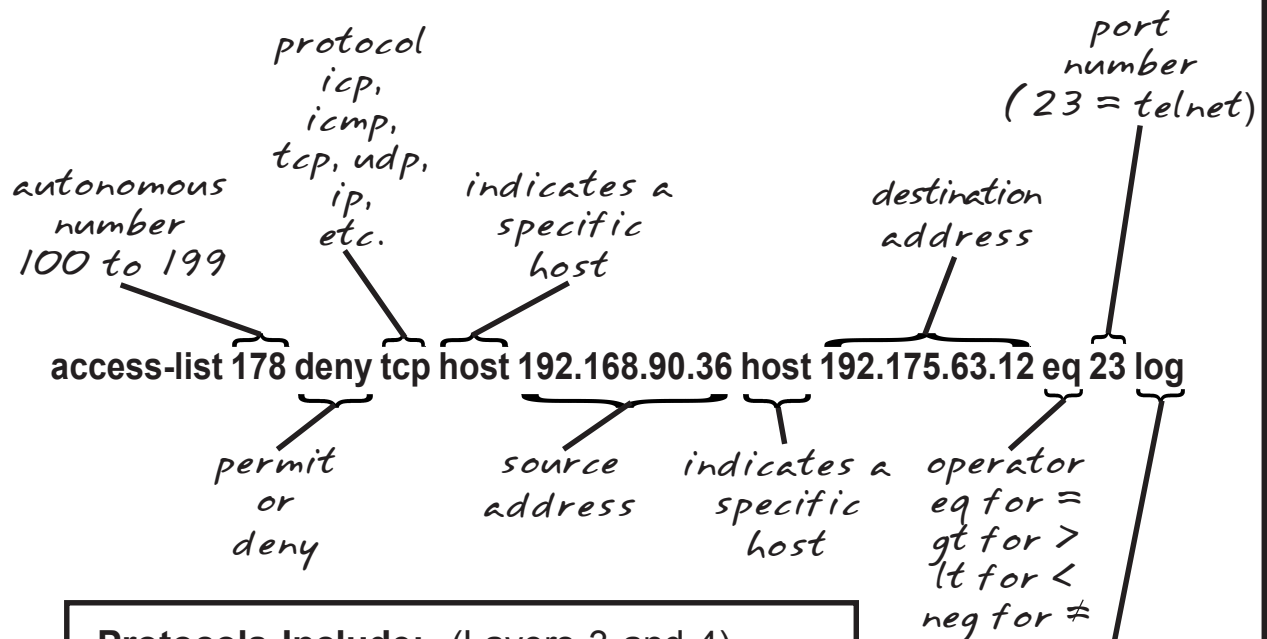 port
number
( 23 = telnet)
protocol
icp,
icmp,
tcp, udp,
ip,
etc.
autonomous
number
100 to 199
indicates a
specific
host
destination
address
access-list 178 deny tcp host 192.168.90.36 host 192.175.63.12 eq 23 log
permit
or
deny
source
address
indicates a
specific
host
operator
eq for =
gt for >
lt for <
neg for ≠
Protocols Include: (Layers 3 and 4)